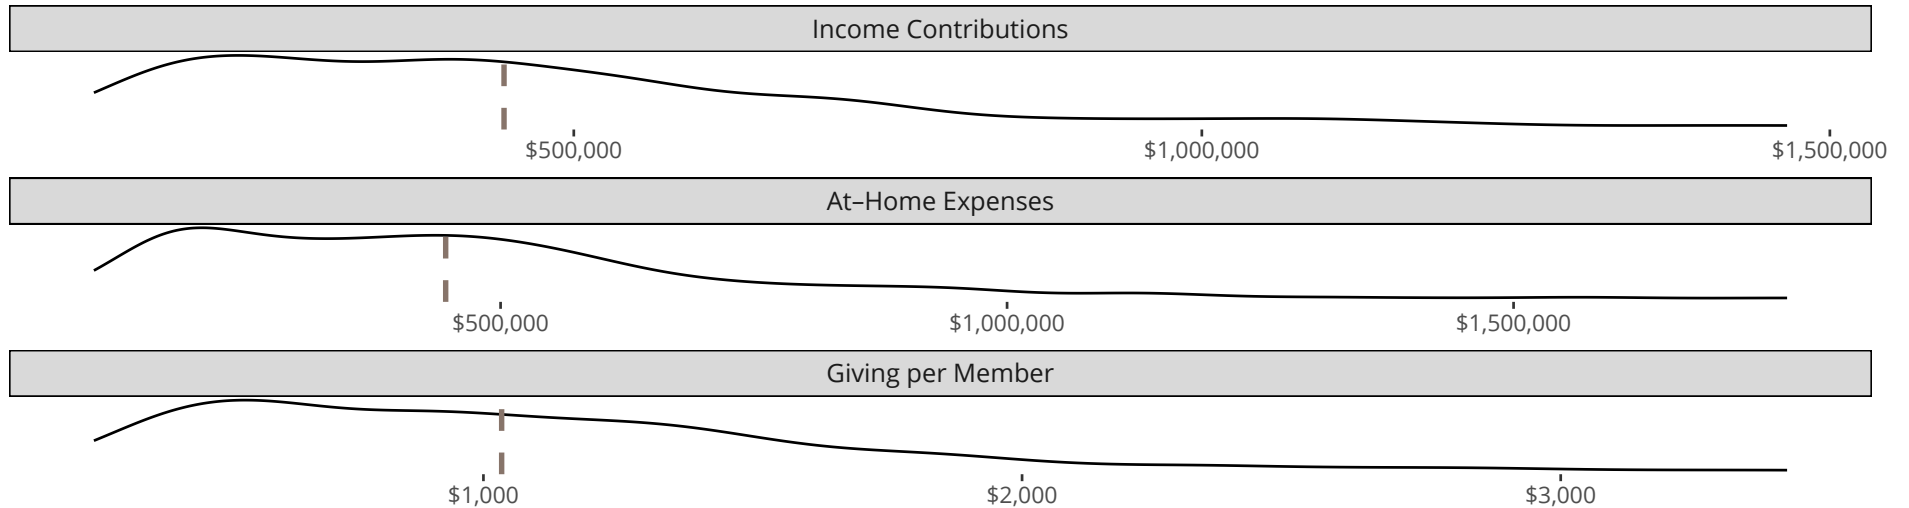 Income Contributions
$500,000 $1,000,000 $1,500,000
At–Home Expenses
$500,000 $1,000,000 $1,500,000
Giving per Member
$1,000 $2,000 $3,000